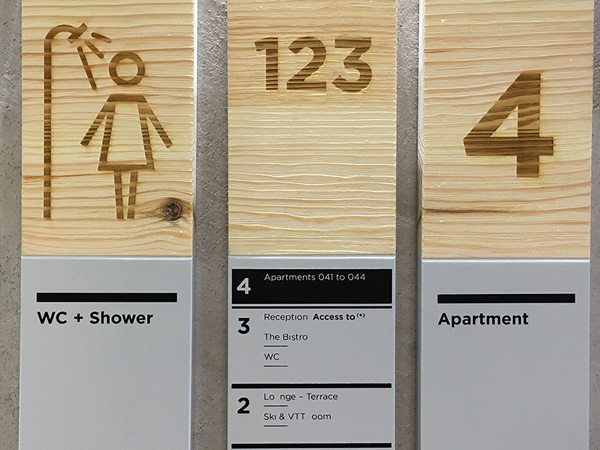 WC + Shower
123
4
Apartments 041 to 044
3
Reception Access to (*)
The Bistro
WC
2
Lo nge - Terrace
Ski & VTT oom
4
Apartment